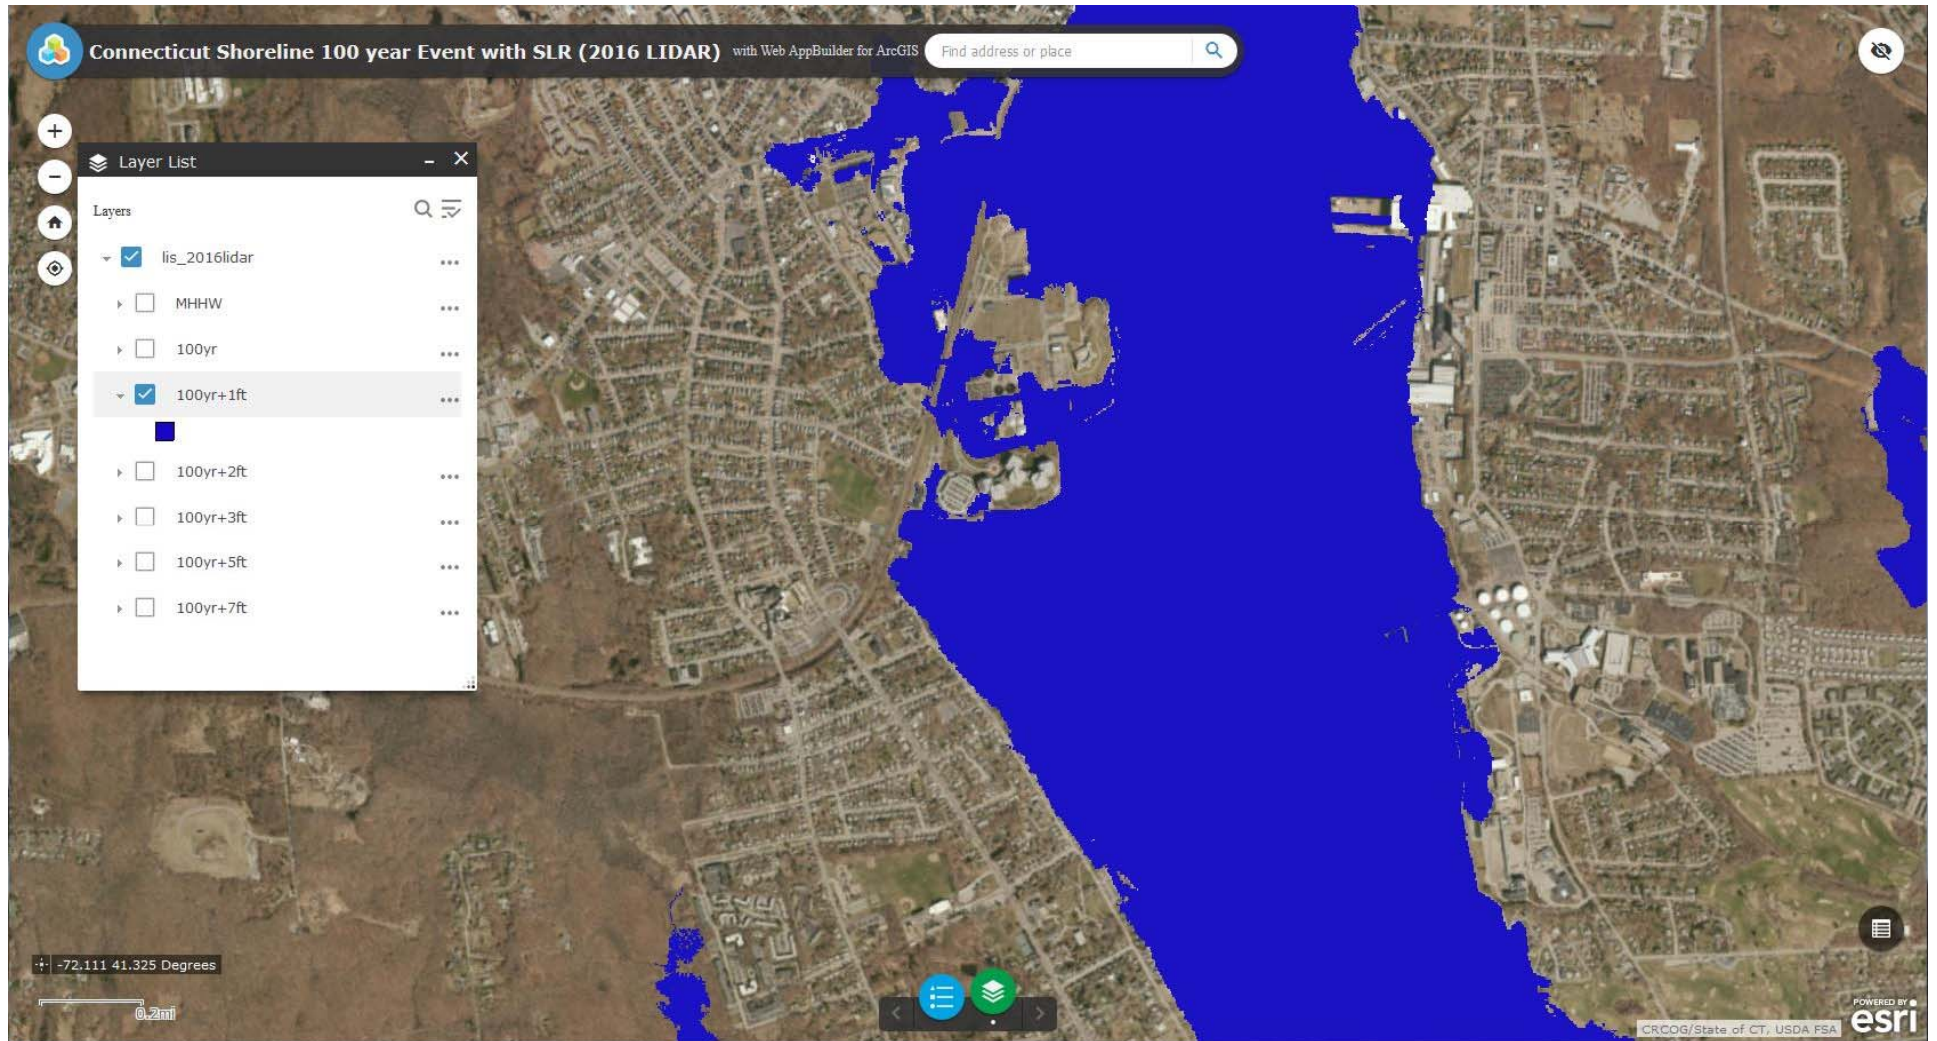 Connecticut Shoreline 100 year Event with SLR (2016 LIDAR) with Web AppBuilder for ArcGIS Find address or place
Layer List
Layers
lis_2016lidar
MHHW
100yr
100yr+1ft
100yr+2ft
100yr+3ft
100yr+5ft
100yr+7ft
-72.111 41.325 Degrees
0.2mi
POWERED BY
esri
CRCOG/State of CT, USDA FSA